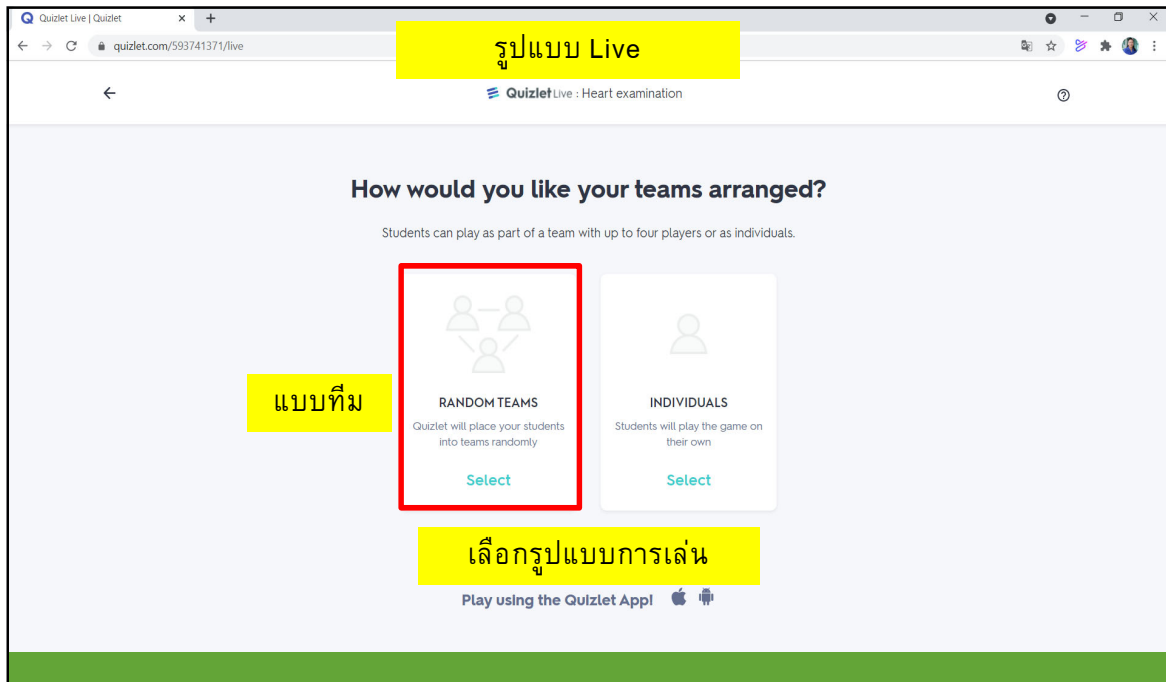 Quizlet Live | Quizlet
quizlet.com/593741371/live
รูปแบบ Live
Quizlet Live : Heart examination
How would you like your teams arranged?
Students can play as part of a team with up to four players or as individuals.
แบบทีม
RANDOM TEAMS
Quizlet will place your students
into teams randomly
Select
INDIVIDUALS
Students will play the game on
their own
Select
เลือกรูปแบบการเล่น
Play using the Quizlet App!